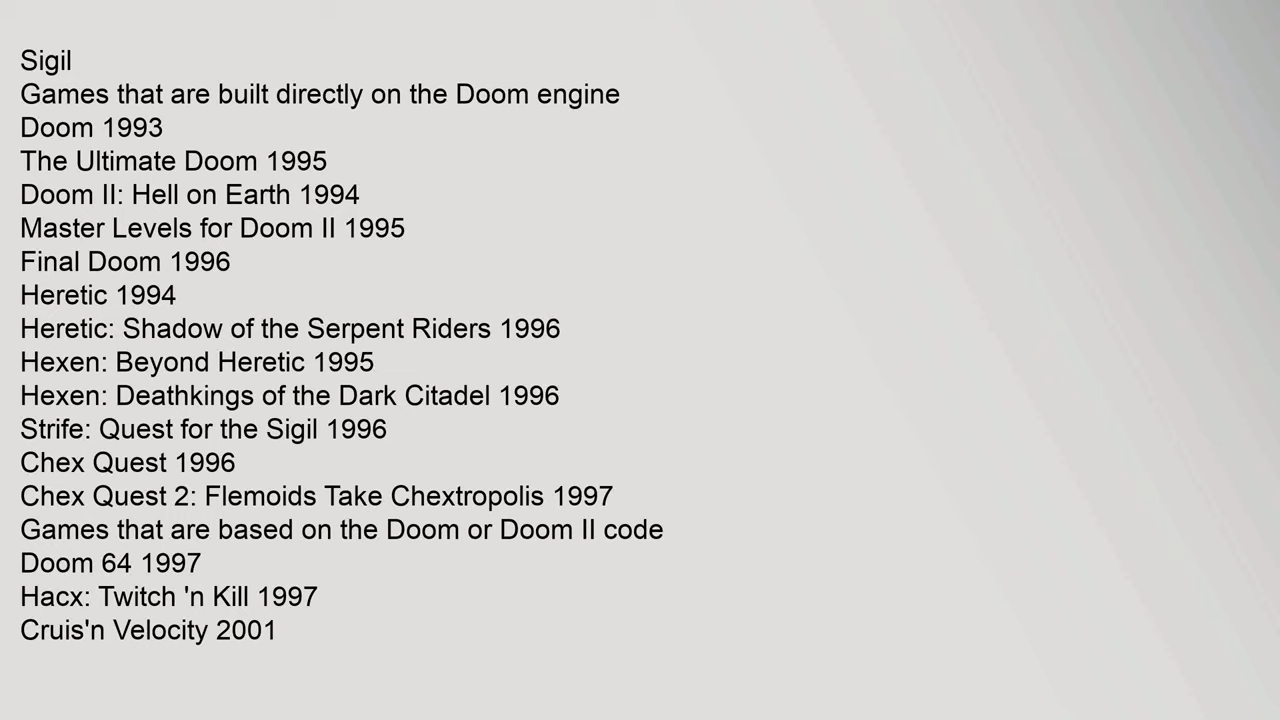 Sigil
Games that are built directly on the Doom engine
Doom 1993
The Ultimate Doom 1995
Doom II: Hell on Earth 1994
Master Levels for Doom II 1995
Final Doom 1996
Heretic 1994
Heretic: Shadow of the Serpent Riders 1996
Hexen: Beyond Heretic 1995
Hexen: Deathkings of the Dark Citadel 1996
Strife: Quest for the Sigil 1996
Chex Quest 1996
Chex Quest 2: Flemoids Take Chextropolis 1997
Games that are based on the Doom or Doom II code
Doom 64 1997
Hacx: Twitch 'n Kill 1997
Cruis'n Velocity 2001